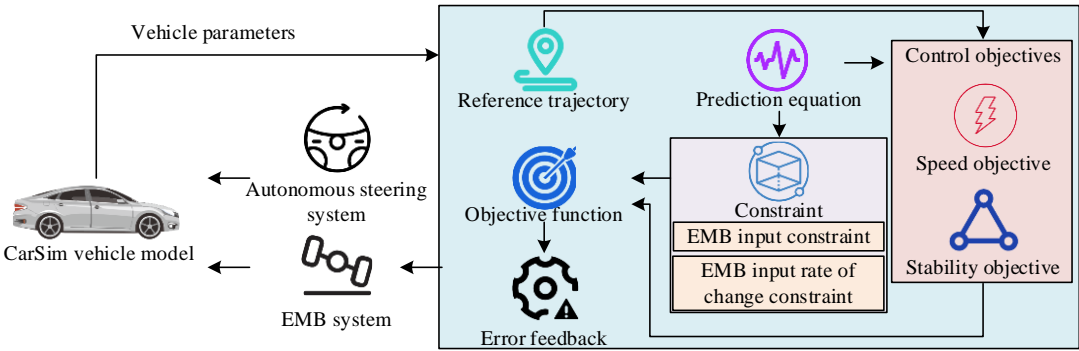 Vehicle parameters
Autonomous steering
system
CarSim vehicle model
EMB system
Reference trajectory
Prediction equation
Control objectives
Speed objective
Stability objective
Objective function
Constraint
EMB input constraint
EMB input rate of
change constraint
Error feedback